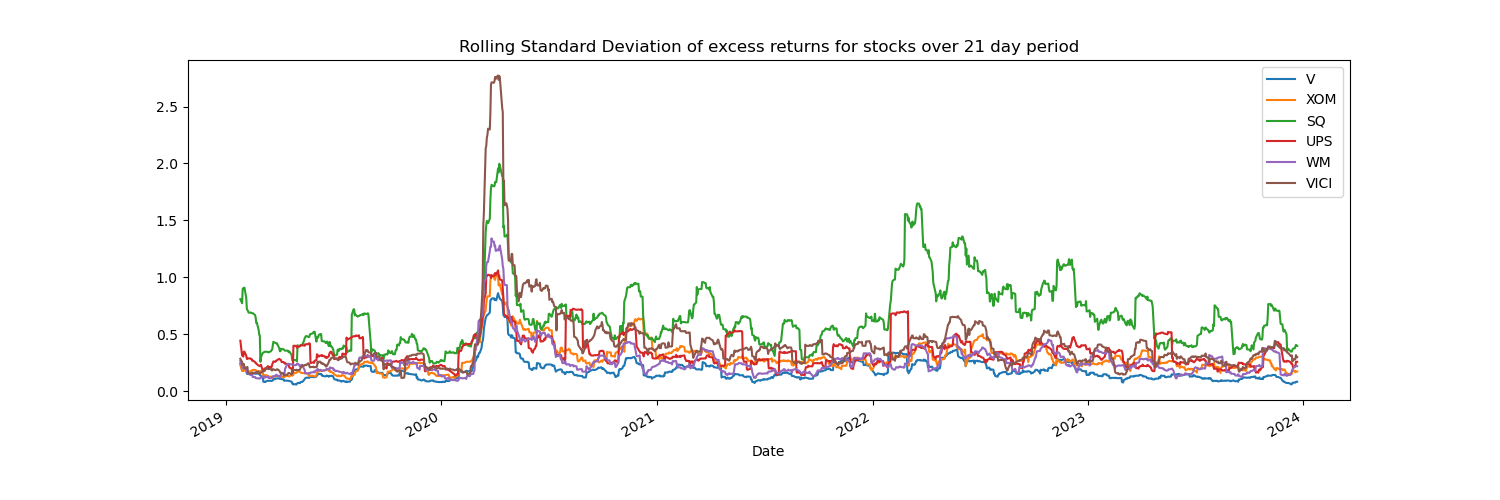 Rolling Standard Deviation of excess returns for stocks over 21 day period
V
XOM
SQ
UPS
WM
VICI
2.5
2.0
1.5
1.0
0.5
0.0
2019
2020
2021
2022
2023
2024
Date